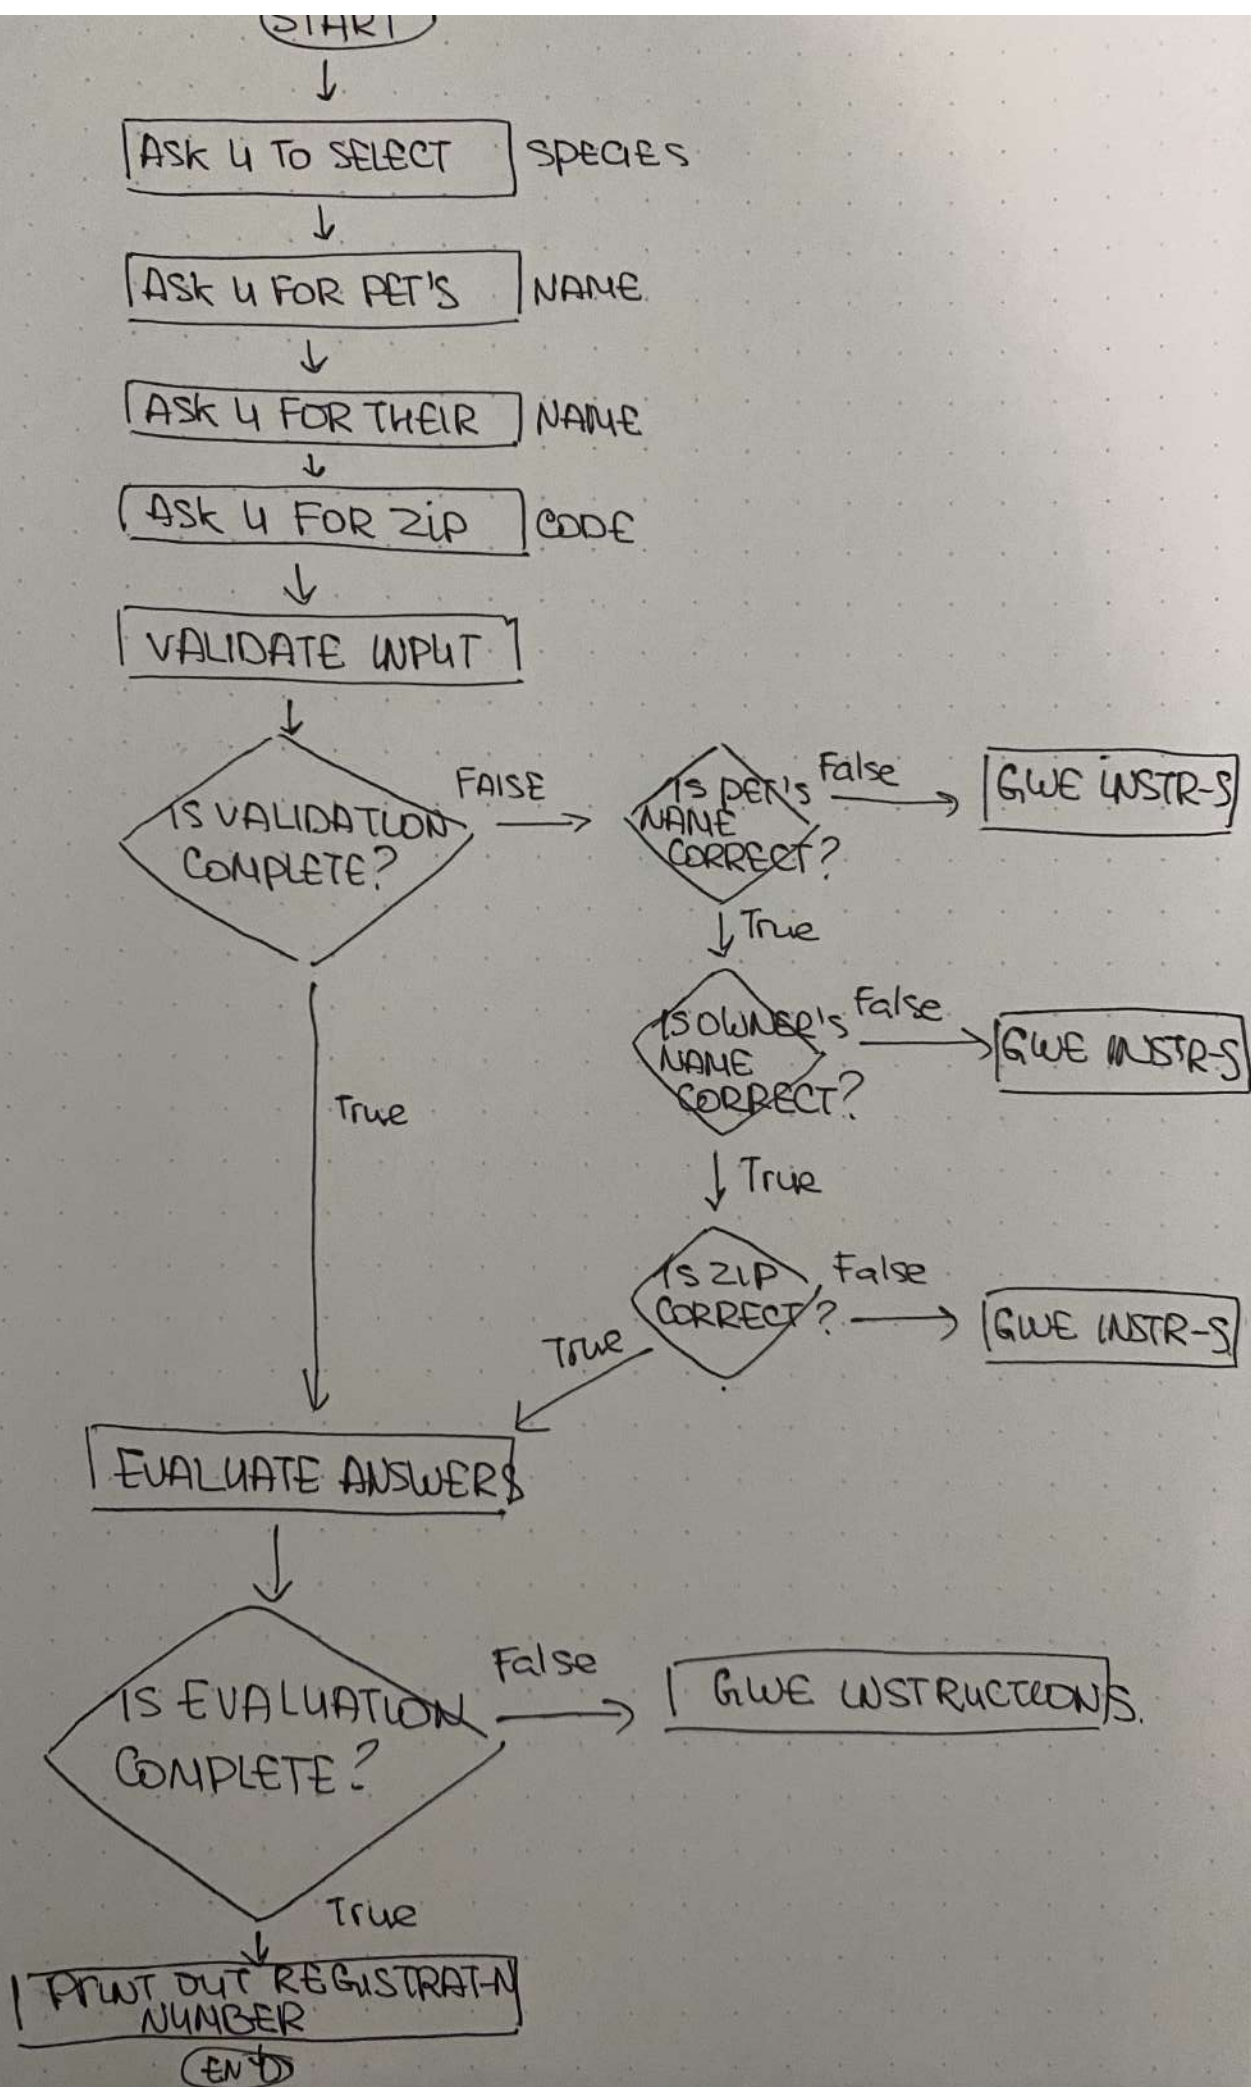 START
ASK U TO SELECT SPECIES
ASK U FOR PET'S NAME
ASK U FOR THEIR NAME
ASK U FOR ZIP CODE
VALIDATE INPUT
IS VALIDATION
COMPLETE?
FALSE
IS PET'S
NAME
CORRECT?
False
GIVE INSTR-S
True
IS OWNER'S
NAME
CORRECT?
False
GIVE INSTR-S
True
True
IS ZIP
CORRECT?
False
GIVE INSTR-S
True
EVALUATE ANSWERS
IS EVALUATION
COMPLETE?
False
GIVE INSTRUCTIONS.
True
PRINT OUT REGISTRAT-N
NUMBER
END